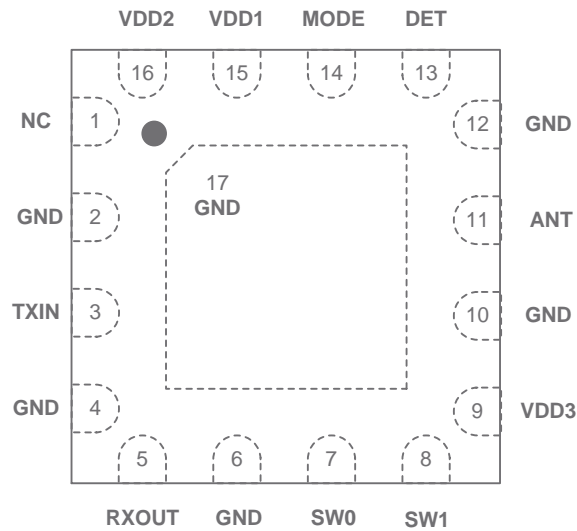 VDD2 VDD1 MODE DET
16 15 14 13
NC 1 12 GND
17
GND
GND 2 11 ANT
TXIN 3 10 GND
GND 4 9 VDD3
5 6 7 8
RXOUT GND SW0 SW1